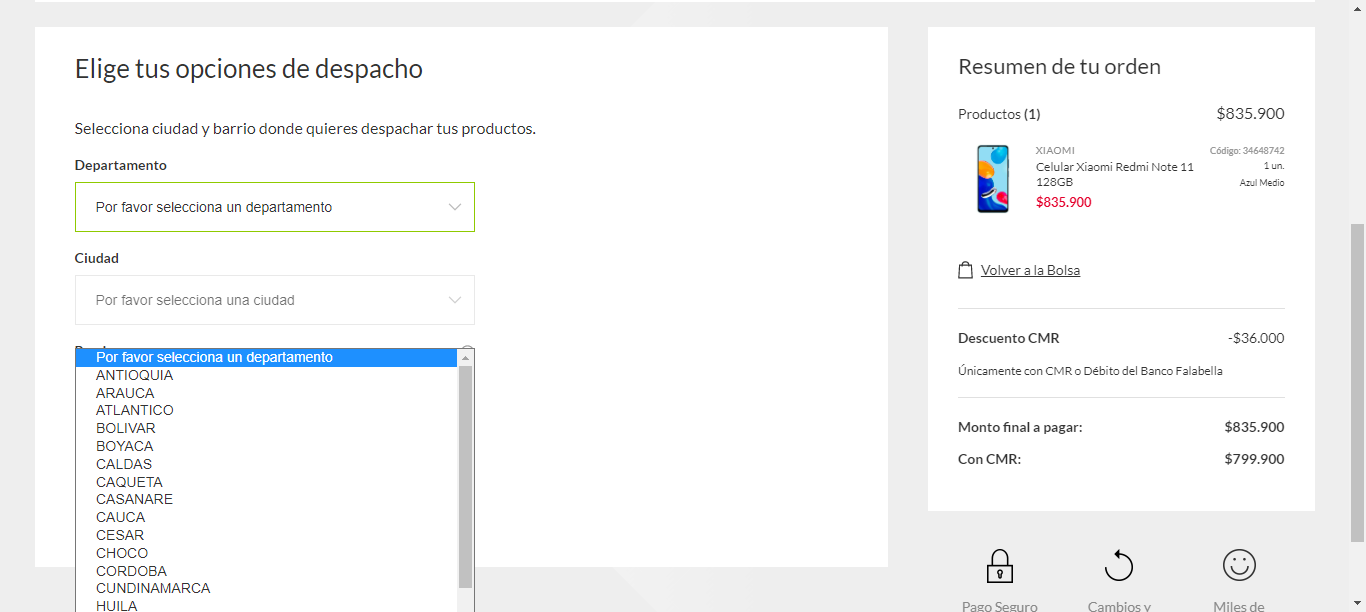 Elige tus opciones de despacho
Selecciona ciudad y barrio donde quieres despachar tus productos.
Departamento
Por favor selecciona un departamento
Ciudad
Por favor selecciona una ciudad
Por favor selecciona un departamento
ANTIOQUIA
ARAUCA
ATLANTICO
BOLIVAR
BOYACA
CALDAS
CAQUETA
CASANARE
CAUCA
CESAR
CHOCO
CORDOBA
CUNDINAMARCA
HUILA
Resumen de tu orden
Productos (1) $835.900
XIAOMI Código: 34648742
Celular Xiaomi Redmi Note 11 1 un.
128GB Azul Medio
$835.900
Volver a la Bolsa
Descuento CMR -$36.000
Únicamente con CMR o Débito del Banco Falabella
Monto final a pagar: $835.900
Con CMR: $799.900
Pago Seguro Cambios y Miles de